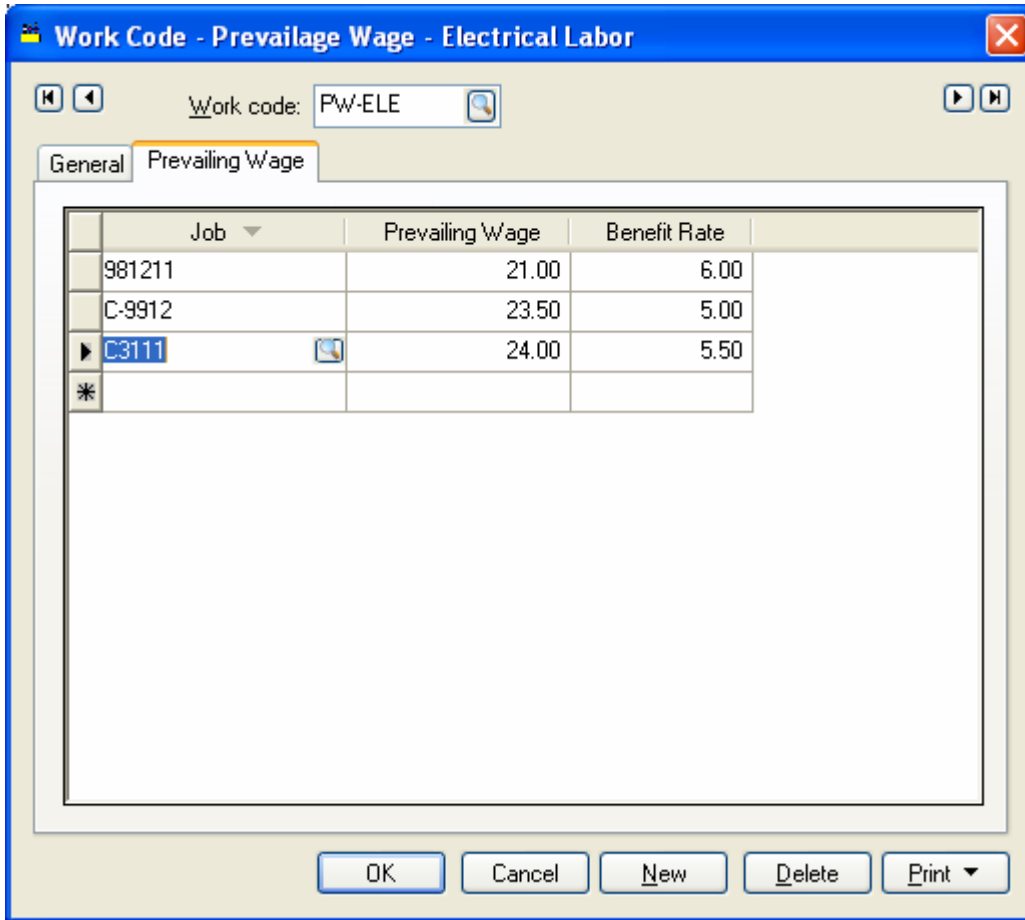 Work Code - Prevailage Wage - Electrical Labor
Work code: PW-ELE
General Prevailing Wage
Job Prevailing Wage Benefit Rate
981211 21.00 6.00
C-9912 23.50 5.00
C3111 24.00 5.50
OK Cancel New Delete Print